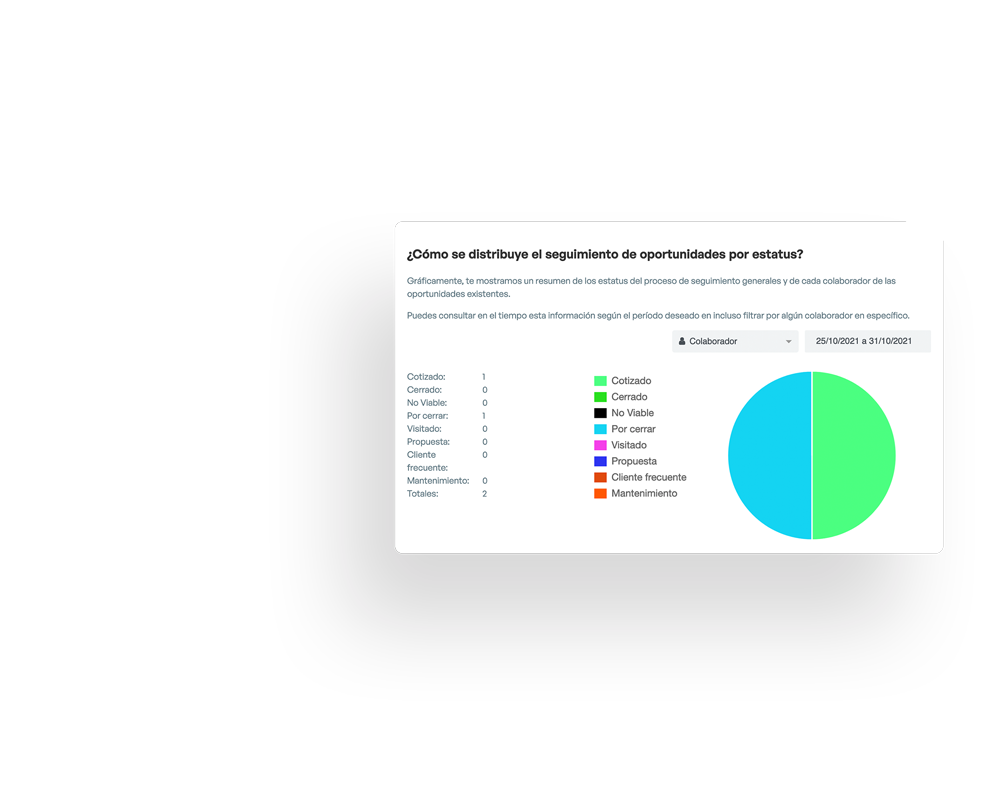 ¿Cómo se distribuye el seguimiento de oportunidades por estatus?
Gráficamente, te mostramos un resumen de los estatus del proceso de seguimiento generales y de cada colaborador de las
oportunidades existentes.
Puedes consultar en el tiempo esta información según el período deseado en incluso filtrar por algún colaborador en específico.
Colaborador
25/10/2021 a 31/10/2021
Cotizado: 1
Cerrado: 0
No Viable: 0
Por cerrar: 1
Visitado: 0
Propuesta: 0
Cliente 0
frecuente:
Mantenimiento: 0
Totales: 2
Cotizado
Cerrado
No Viable
Por cerrar
Visitado
Propuesta
Cliente frecuente
Mantenimiento